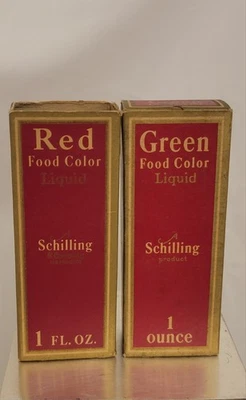 Red
Food Color
Liquid
Schilling
1 FL. OZ.
Green
Food Color
Liquid
A
Schilling
product
1
ounce